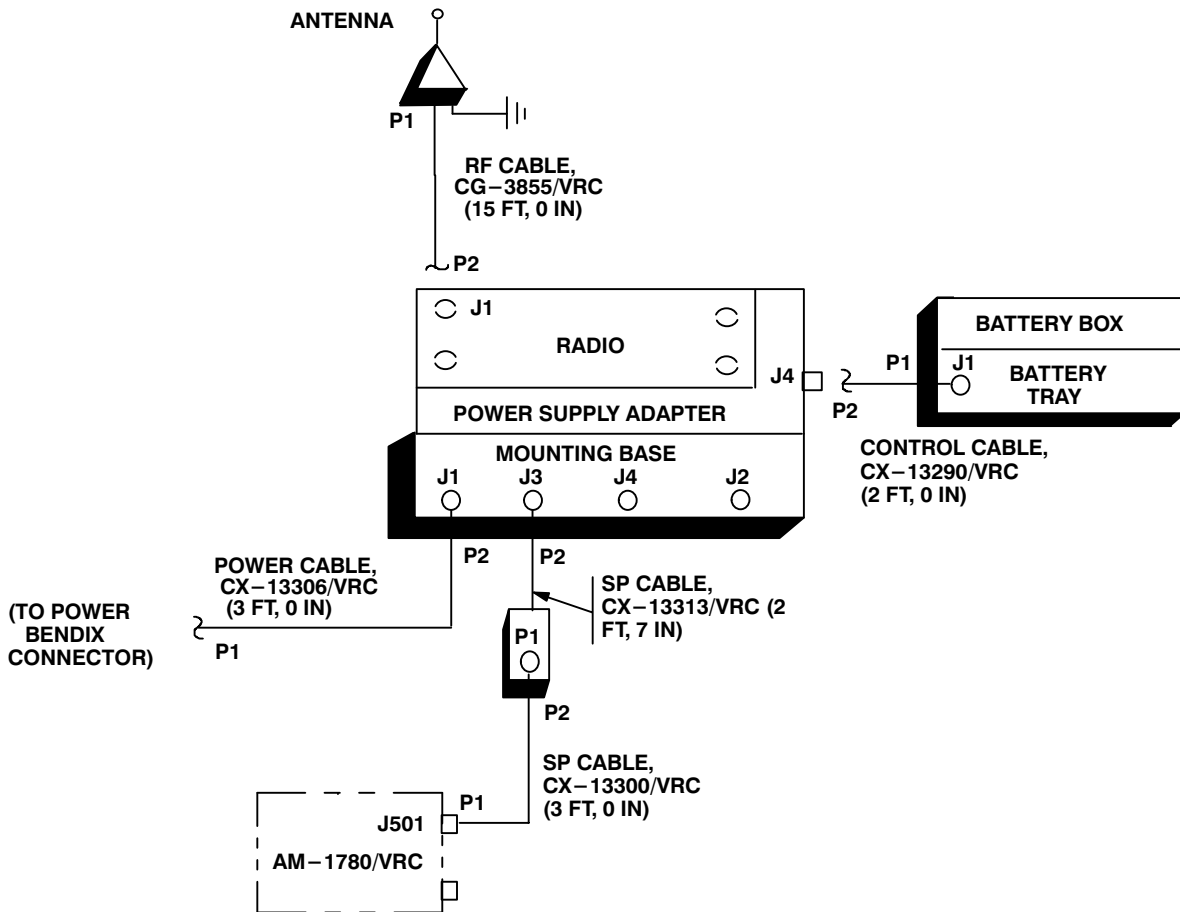 ANTENNA
P1
RF CABLE,
CG−3855/VRC
(15 FT, 0 IN)
P2
J1
RADIO
J4
POWER SUPPLY ADAPTER
MOUNTING BASE
J1
J3
J4
J2
P2
P1
BATTERY BOX
J1
BATTERY
TRAY
CONTROL CABLE,
CX−13290/VRC
(2 FT, 0 IN)
P2
P2
POWER CABLE,
CX−13306/VRC
(3 FT, 0 IN)
(TO POWER
BENDIX
CONNECTOR)
P1
SP CABLE,
CX−13313/VRC (2
FT, 7 IN)
P1
P2
SP CABLE,
CX−13300/VRC
(3 FT, 0 IN)
P1
J501
AM−1780/VRC